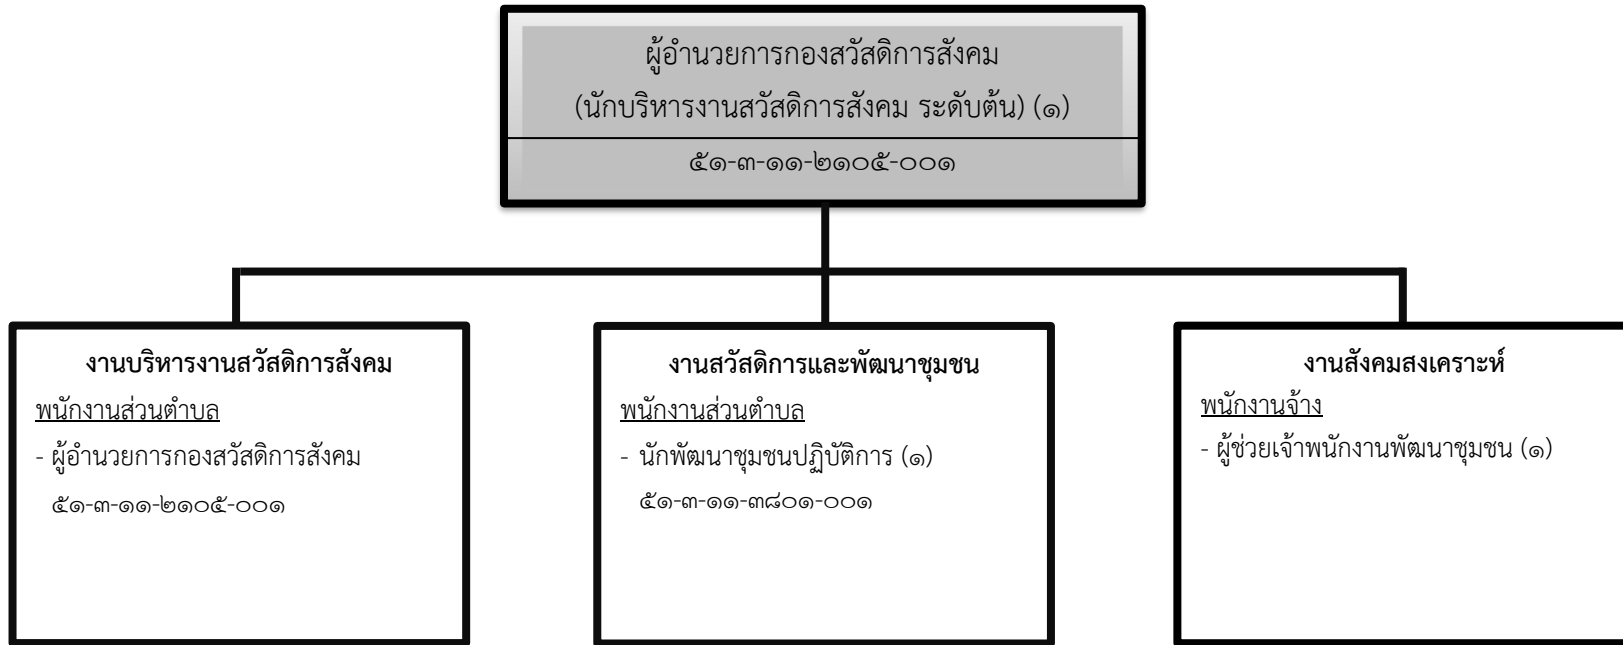 ผู้อำนวยการกองสวัสดิการสังคม
(นักบริหารงานสวัสดิการสังคม ระดับต้น) (๑)
๕๑-๓-๑๑-๒๑๐๕-๐๐๑
งานบริหารงานสวัสดิการสังคม
พนักงานส่วนตำบล
- ผู้อำนวยการกองสวัสดิการสังคม
๕๑-๓-๑๑-๒๑๐๕-๐๐๑
งานสวัสดิการและพัฒนาชุมชน
พนักงานส่วนตำบล
- นักพัฒนาชุมชนปฏิบัติการ (๑)
๕๑-๓-๑๑-๓๘๐๑-๐๐๑
งานสังคมสงเคราะห์
พนักงานจ้าง
- ผู้ช่วยเจ้าพนักงานพัฒนาชุมชน (๑)